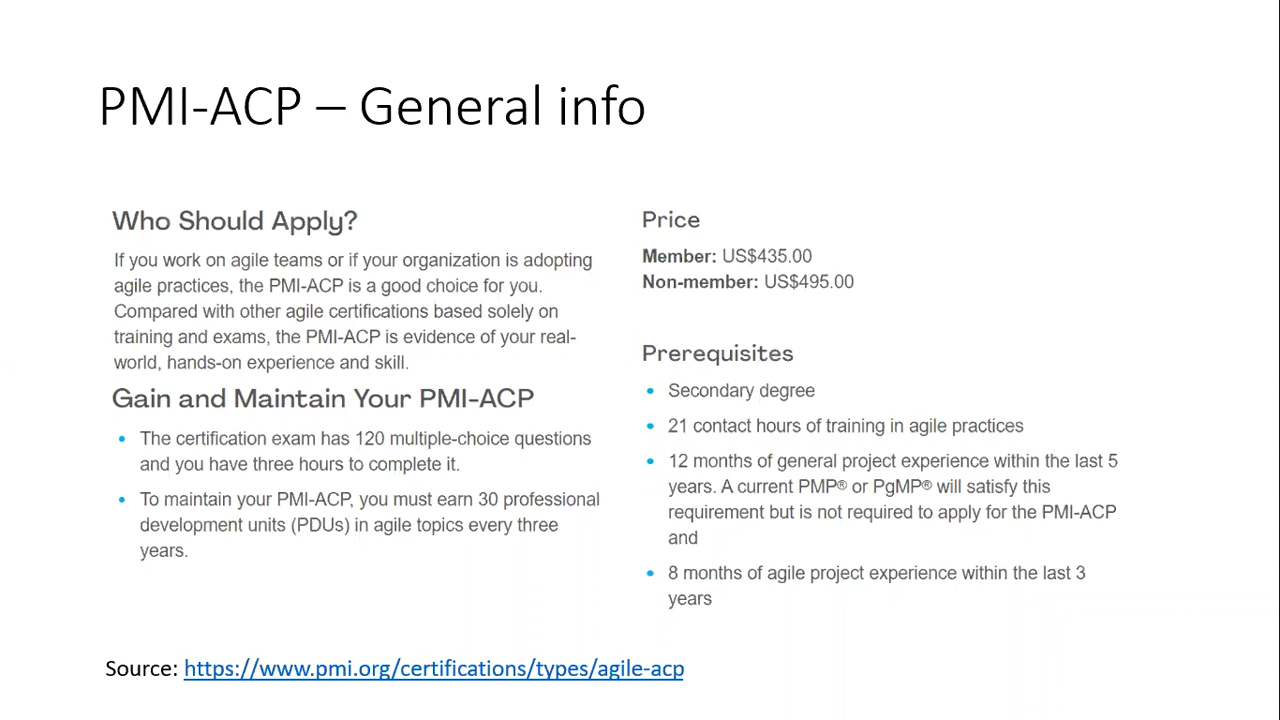 PMI-ACP – General info
Who Should Apply?
If you work on agile teams or if your organization is adopting
agile practices, the PMI-ACP is a good choice for you.
Compared with other agile certifications based solely on
training and exams, the PMI-ACP is evidence of your real-
world, hands-on experience and skill.
Gain and Maintain Your PMI-ACP
• The certification exam has 120 multiple-choice questions
and you have three hours to complete it.
• To maintain your PMI-ACP, you must earn 30 professional
development units (PDUs) in agile topics every three
years.
Price
Member: US$435.00
Non-member: US$495.00
Prerequisites
• Secondary degree
• 21 contact hours of training in agile practices
• 12 months of general project experience within the last 5
years. A current PMP® or PgMP® will satisfy this
requirement but is not required to apply for the PMI-ACP
and
• 8 months of agile project experience within the last 3
years
Source: https://www.pmi.org/certifications/types/agile-acp